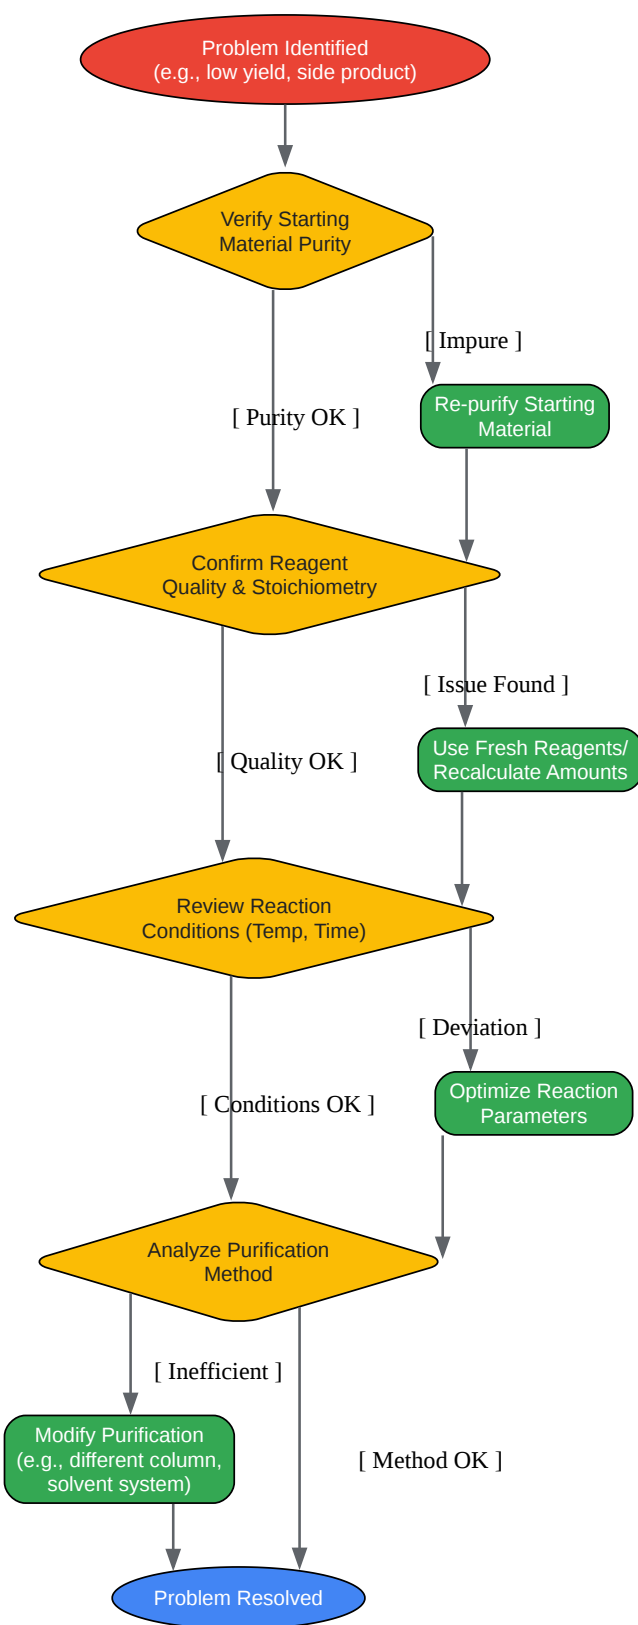 Problem Identified
(e.g., low yield, side product)
Verify Starting
Material Purity
[ Impure ]
Re-purify Starting
Material
[ Purity OK ]
Confirm Reagent
Quality & Stoichiometry
[ Issue Found ]
Use Fresh Reagents/
Recalculate Amounts
[ Quality OK ]
Review Reaction
Conditions (Temp, Time)
[ Deviation ]
Optimize Reaction
Parameters
[ Conditions OK ]
Analyze Purification
Method
[ Inefficient ]
Modify Purification
(e.g., different column,
solvent system)
[ Method OK ]
Problem Resolved